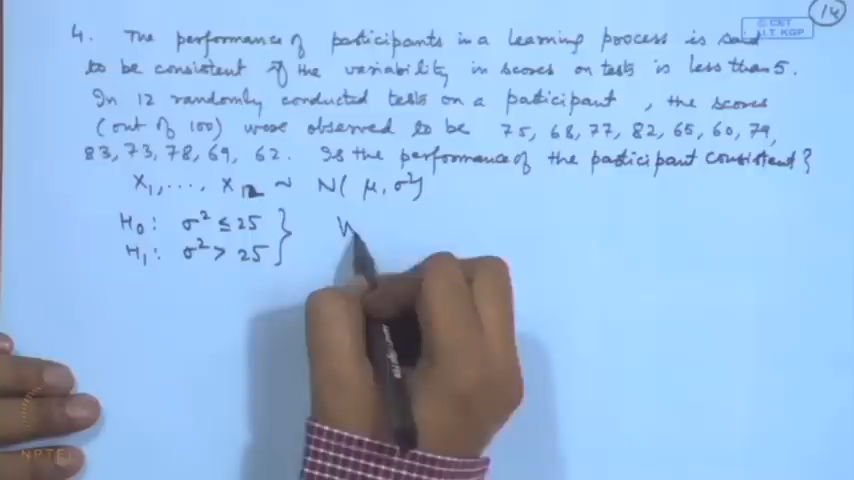 14
© CET
I.I.T. KGP
4. The performance of participants in a learning process is said
to be consistent if the variability in scores on tests is less than 5.
In 12 randomly conducted tests on a participant, the scores
(out of 100) were observed to be 75, 68, 77, 82, 65, 60, 79,
83, 73, 78, 69, 62. Is the performance of the participant consistent?
X₁, ..., X₁₂ ~ N(μ, σ²)
H₀: σ² ≤ 25 }
H₁: σ² > 25
W
NPTEL